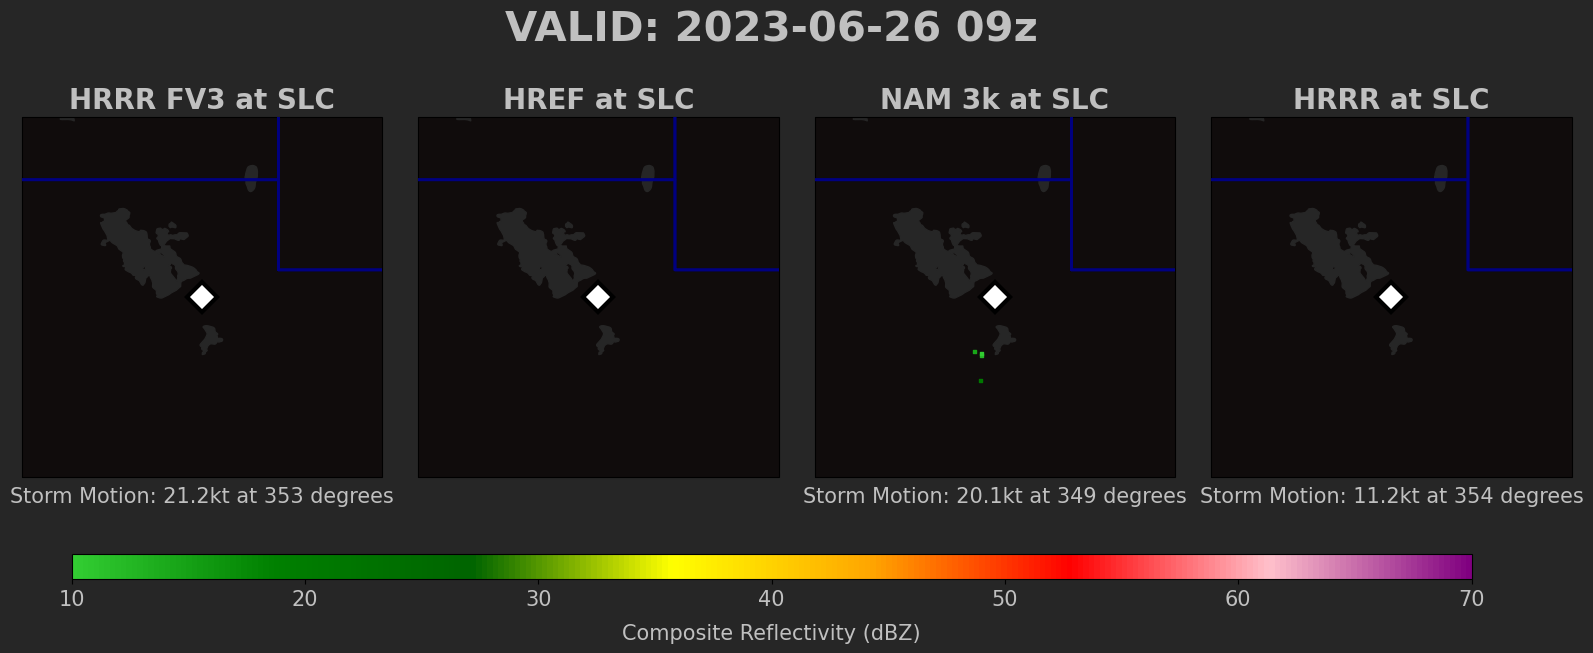 VALID: 2023-06-26 09z
HRRR FV3 at SLC
HREF at SLC
NAM 3k at SLC
HRRR at SLC
Storm Motion: 21.2kt at 353 degrees
Storm Motion: 20.1kt at 349 degrees
Storm Motion: 11.2kt at 354 degrees
10 20 30 40 50 60 70
Composite Reflectivity (dBZ)